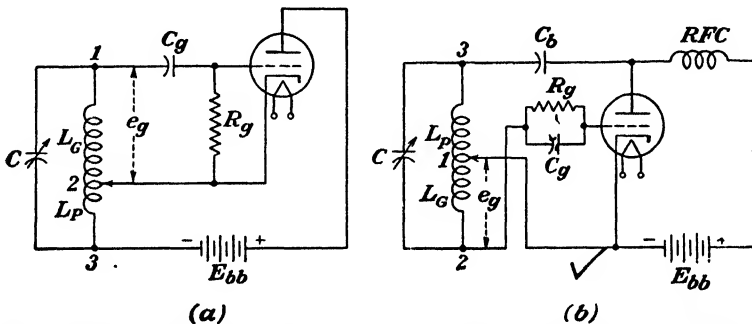 1
C_g
L_G
e_g
R_g
C
2
L_P
3
- +
E_bb
(a)
3
C_b
RFC
R_g
C_g
L_P
1
C
L_G
e_g
2
- +
E_bb
(b)